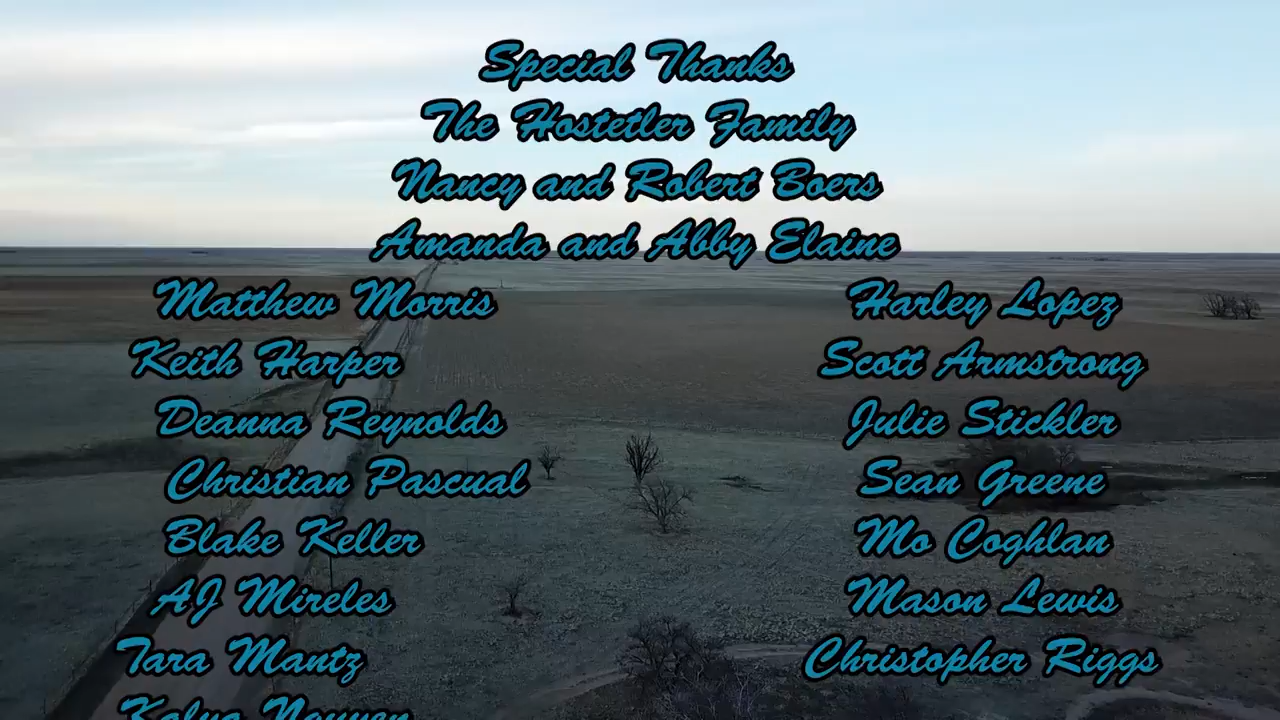 Special Thanks
The Hostetler Family
Nancy and Robert Boers
Amanda and Abby Elaine
Matthew Morris
Harley Lopez
Keith Harper
Scott Armstrong
Deanna Reynolds
Julie Stickler
Christian Pascual
Sean Greene
Blake Keller
Mo Coghlan
AJ Mireles
Mason Lewis
Tara Mantz
Christopher Riggs